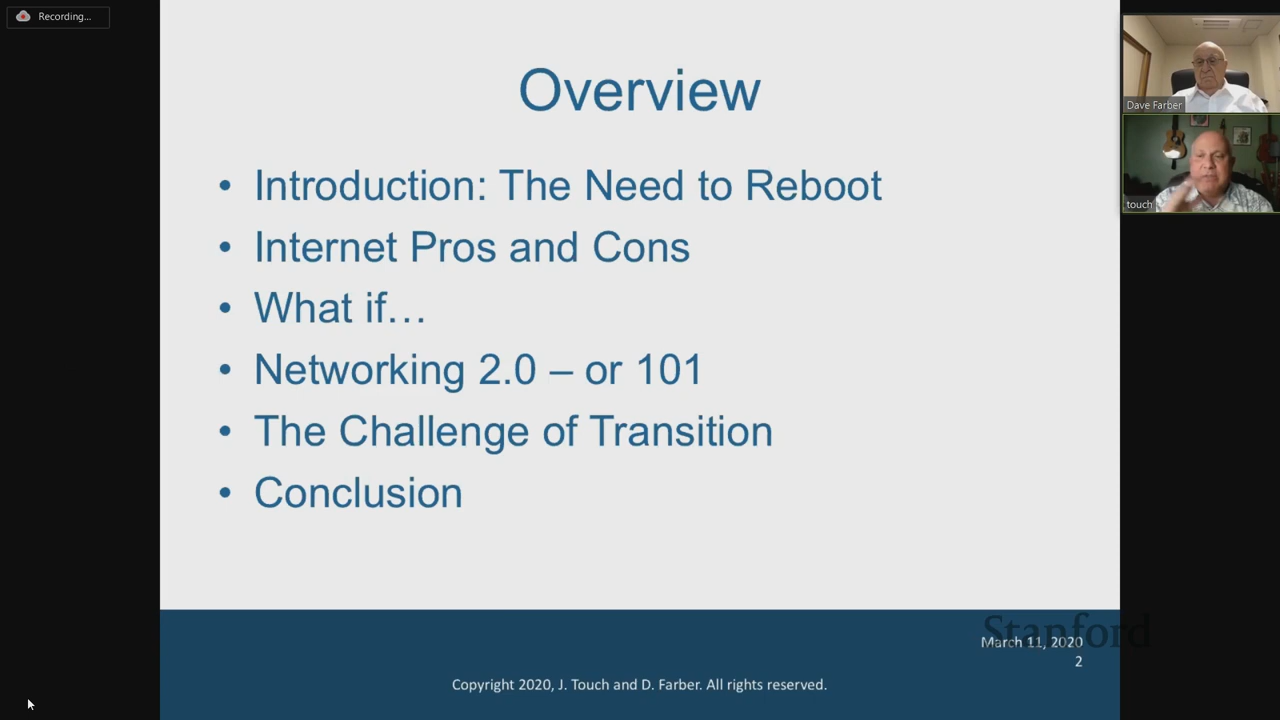 Recording...
Overview
• Introduction: The Need to Reboot
• Internet Pros and Cons
• What if…
• Networking 2.0 – or 101
• The Challenge of Transition
• Conclusion
Stanford
March 11, 2020
2
Copyright 2020, J. Touch and D. Farber. All rights reserved.
Dave Farber
touch